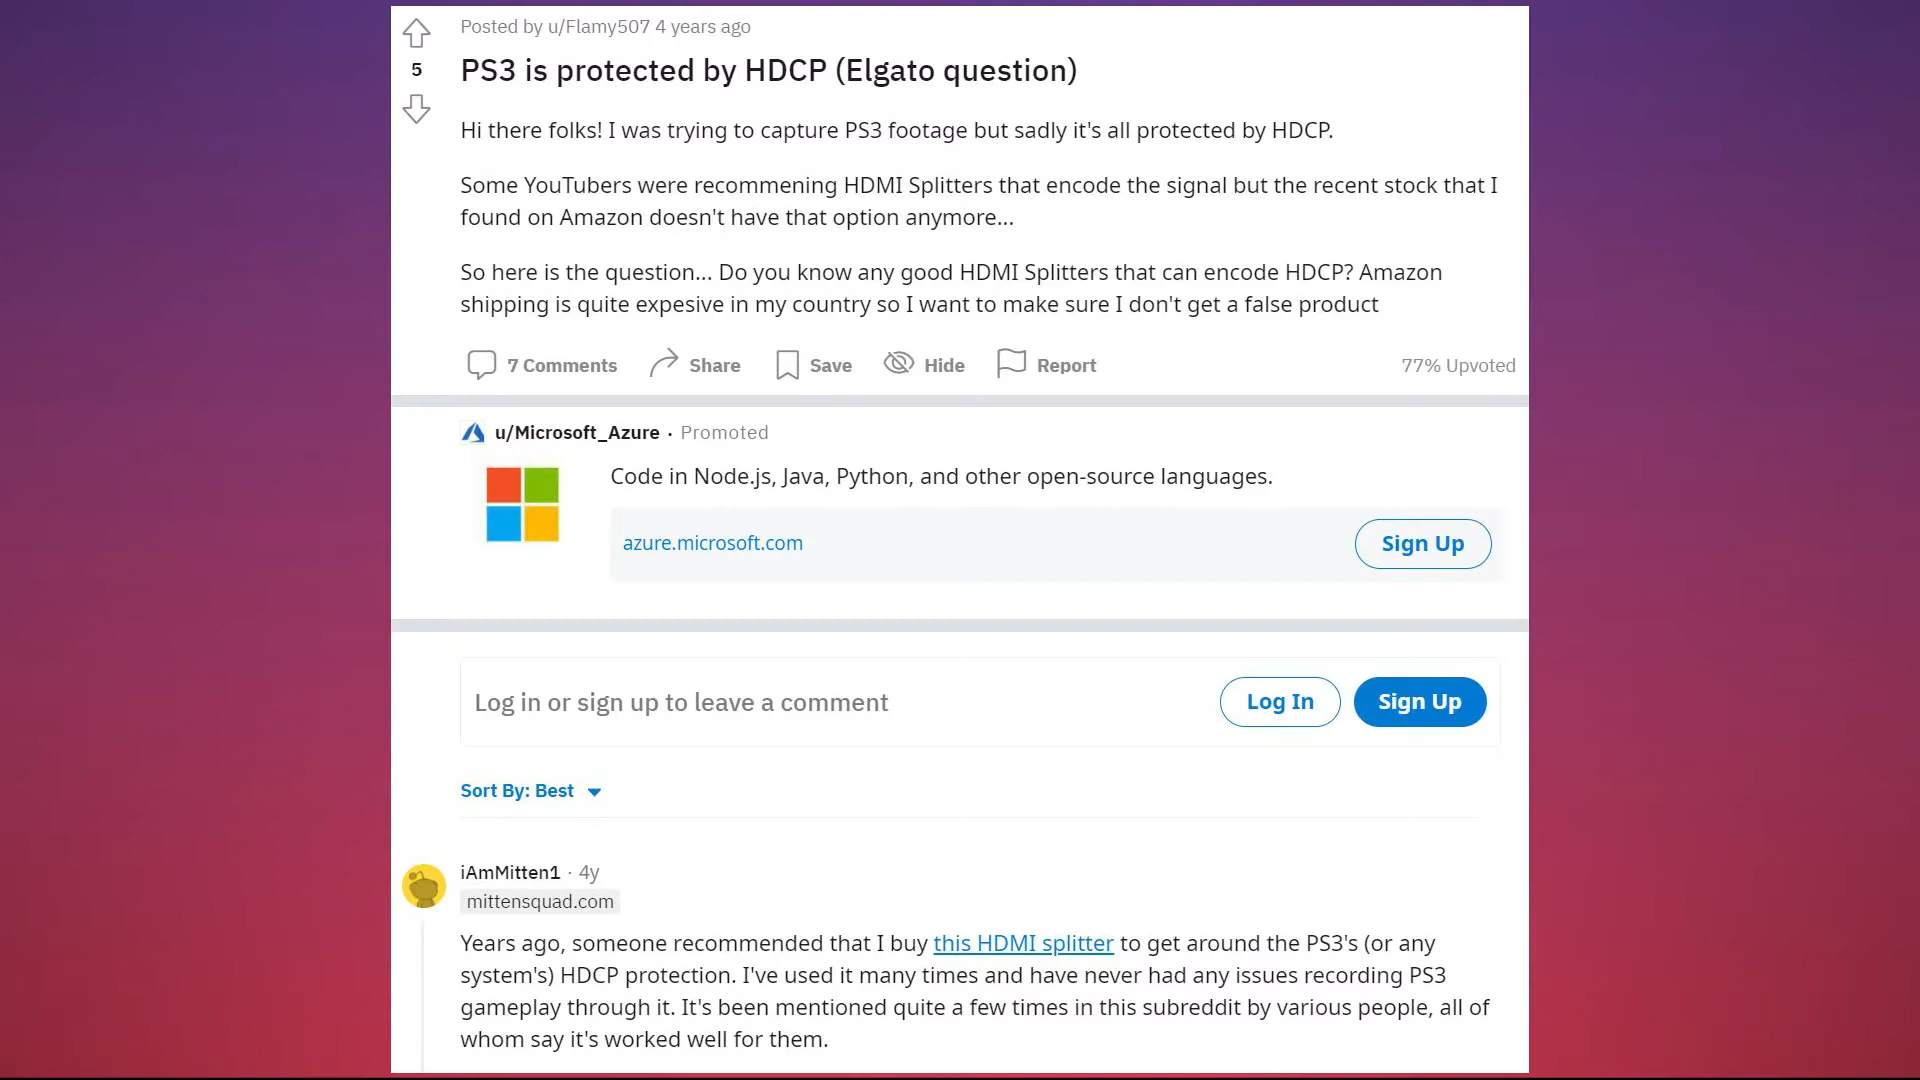 Posted by u/Flamy507 4 years ago
5
PS3 is protected by HDCP (Elgato question)
Hi there folks! I was trying to capture PS3 footage but sadly it's all protected by HDCP.
Some YouTubers were recommening HDMI Splitters that encode the signal but the recent stock that I
found on Amazon doesn't have that option anymore...
So here is the question... Do you know any good HDMI Splitters that can encode HDCP? Amazon
shipping is quite expesive in my country so I want to make sure I don't get a false product
7 Comments Share Save Hide Report 77% Upvoted
u/Microsoft_Azure · Promoted
Code in Node.js, Java, Python, and other open-source languages.
azure.microsoft.com Sign Up
Log in or sign up to leave a comment Log In Sign Up
Sort By: Best
iAmMitten1 · 4y
mittensquad.com
Years ago, someone recommended that I buy this HDMI splitter to get around the PS3's (or any
system's) HDCP protection. I've used it many times and have never had any issues recording PS3
gameplay through it. It's been mentioned quite a few times in this subreddit by various people, all of
whom say it's worked well for them.